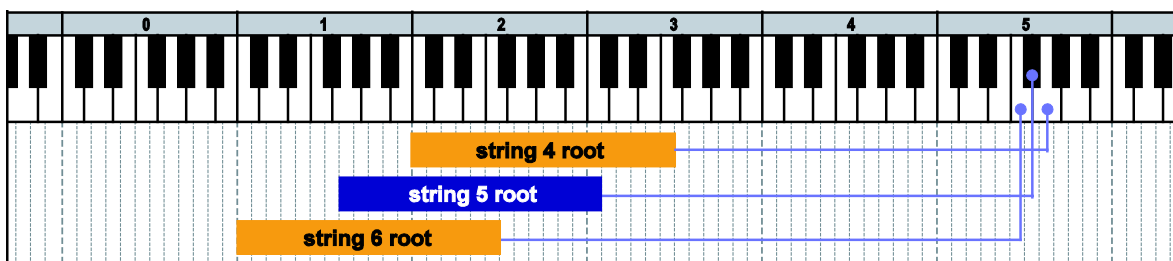 0 1 2 3 4 5
string 4 root
string 5 root
string 6 root